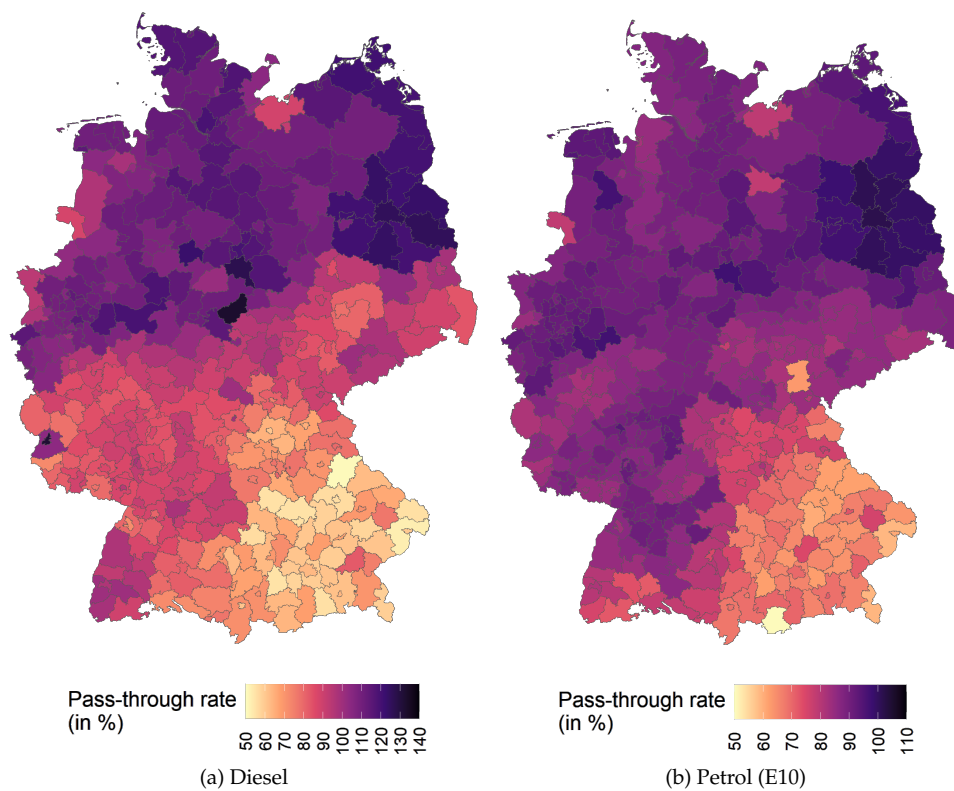 Pass-through rate
(in %)
50 60 70 80 90 100 110 120 130 140
(a) Diesel
Pass-through rate
(in %)
50 60 70 80 90 100 110
(b) Petrol (E10)